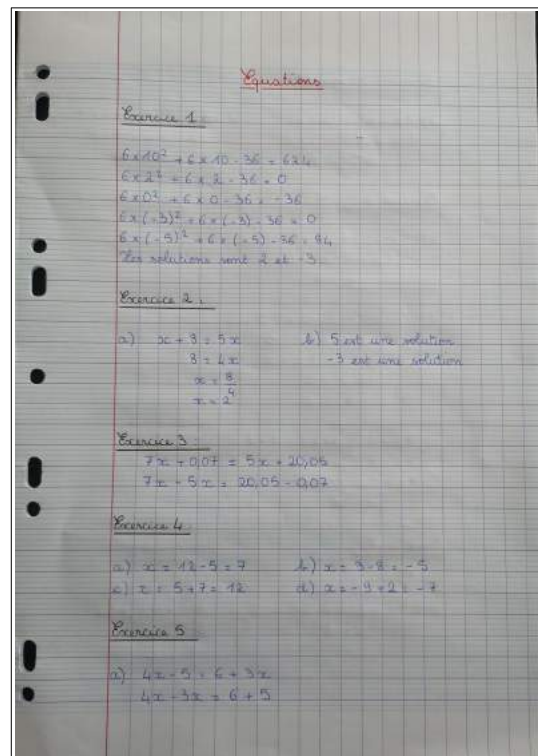 Equations
Exercice 1
6 × 10² + 6 × 10 - 36 = 624
6 × 2² + 6 × 2 - 36 = 0
6 × 0² + 6 × 0 - 36 = -36
6 × (-3)² + 6 × (-3) - 36 = 0
6 × (-5)² + 6 × (-5) - 36 = 84
Les solutions sont 2 et -3
Exercice 2
a) x + 8 = 5x b) 5 est une solution
8 = 4x -3 est une solution
x = 8/4
x = 2
Exercice 3
7x + 0,07 = 5x + 20,05
7x - 5x = 20,05 - 0,07
Exercice 4
a) x = 12 - 5 = 7 b) x = 3 - 8 = -5
c) x = 5 + 7 = 12 d) x = -9 + 2 = -7
Exercice 5
a) 4x - 5 = 6 + 3x
4x - 3x = 6 + 5